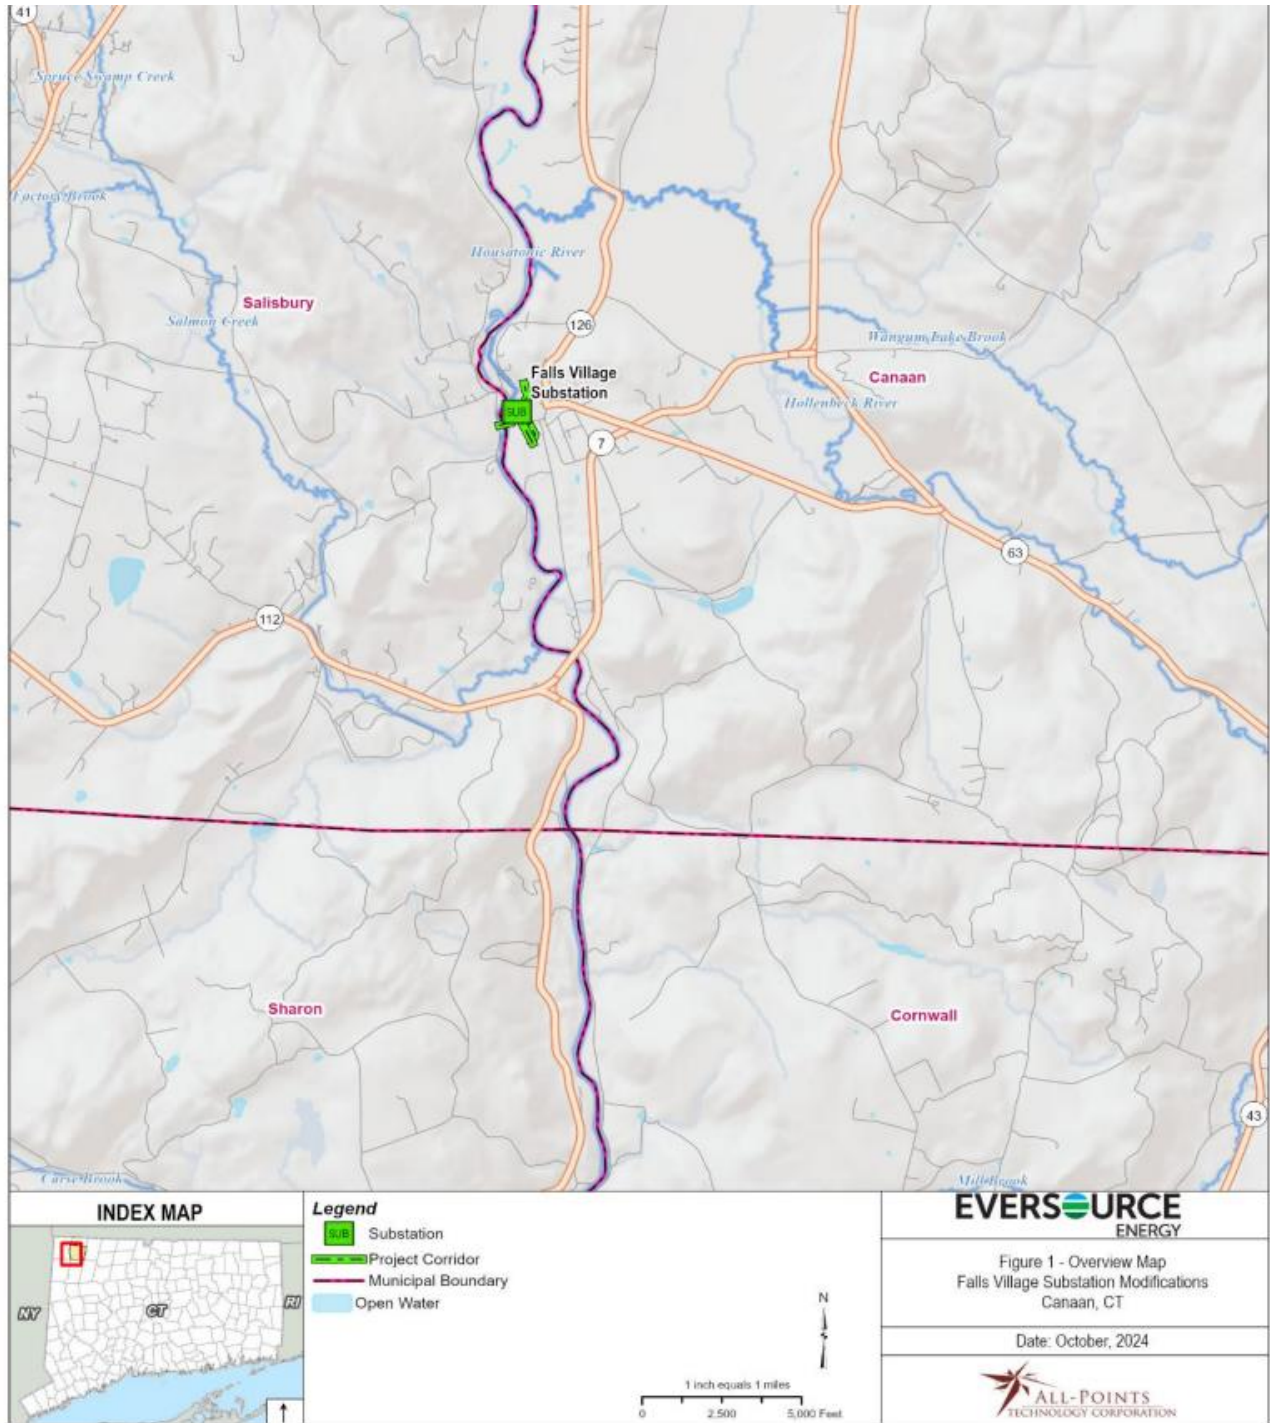 41
Spruce Swamp Creek
Factory Brook
Housatonic River
Salisbury
Salmon Creek
126
Wangum Lake Brook
Falls Village
Substation
Canaan
Hollenbeck River
SUB
7
63
112
Sharon
Cornwall
43
Carse Brook
Mill Brook
INDEX MAP
NY
CT
RI
Legend
SUB Substation
Project Corridor
Municipal Boundary
Open Water
N
1 inch equals 1 miles
0 2,500 5,000 Feet
EVERSOURCE
ENERGY
Figure 1 - Overview Map
Falls Village Substation Modifications
Canaan, CT
Date: October, 2024
ALL-POINTS
TECHNOLOGY CORPORATION